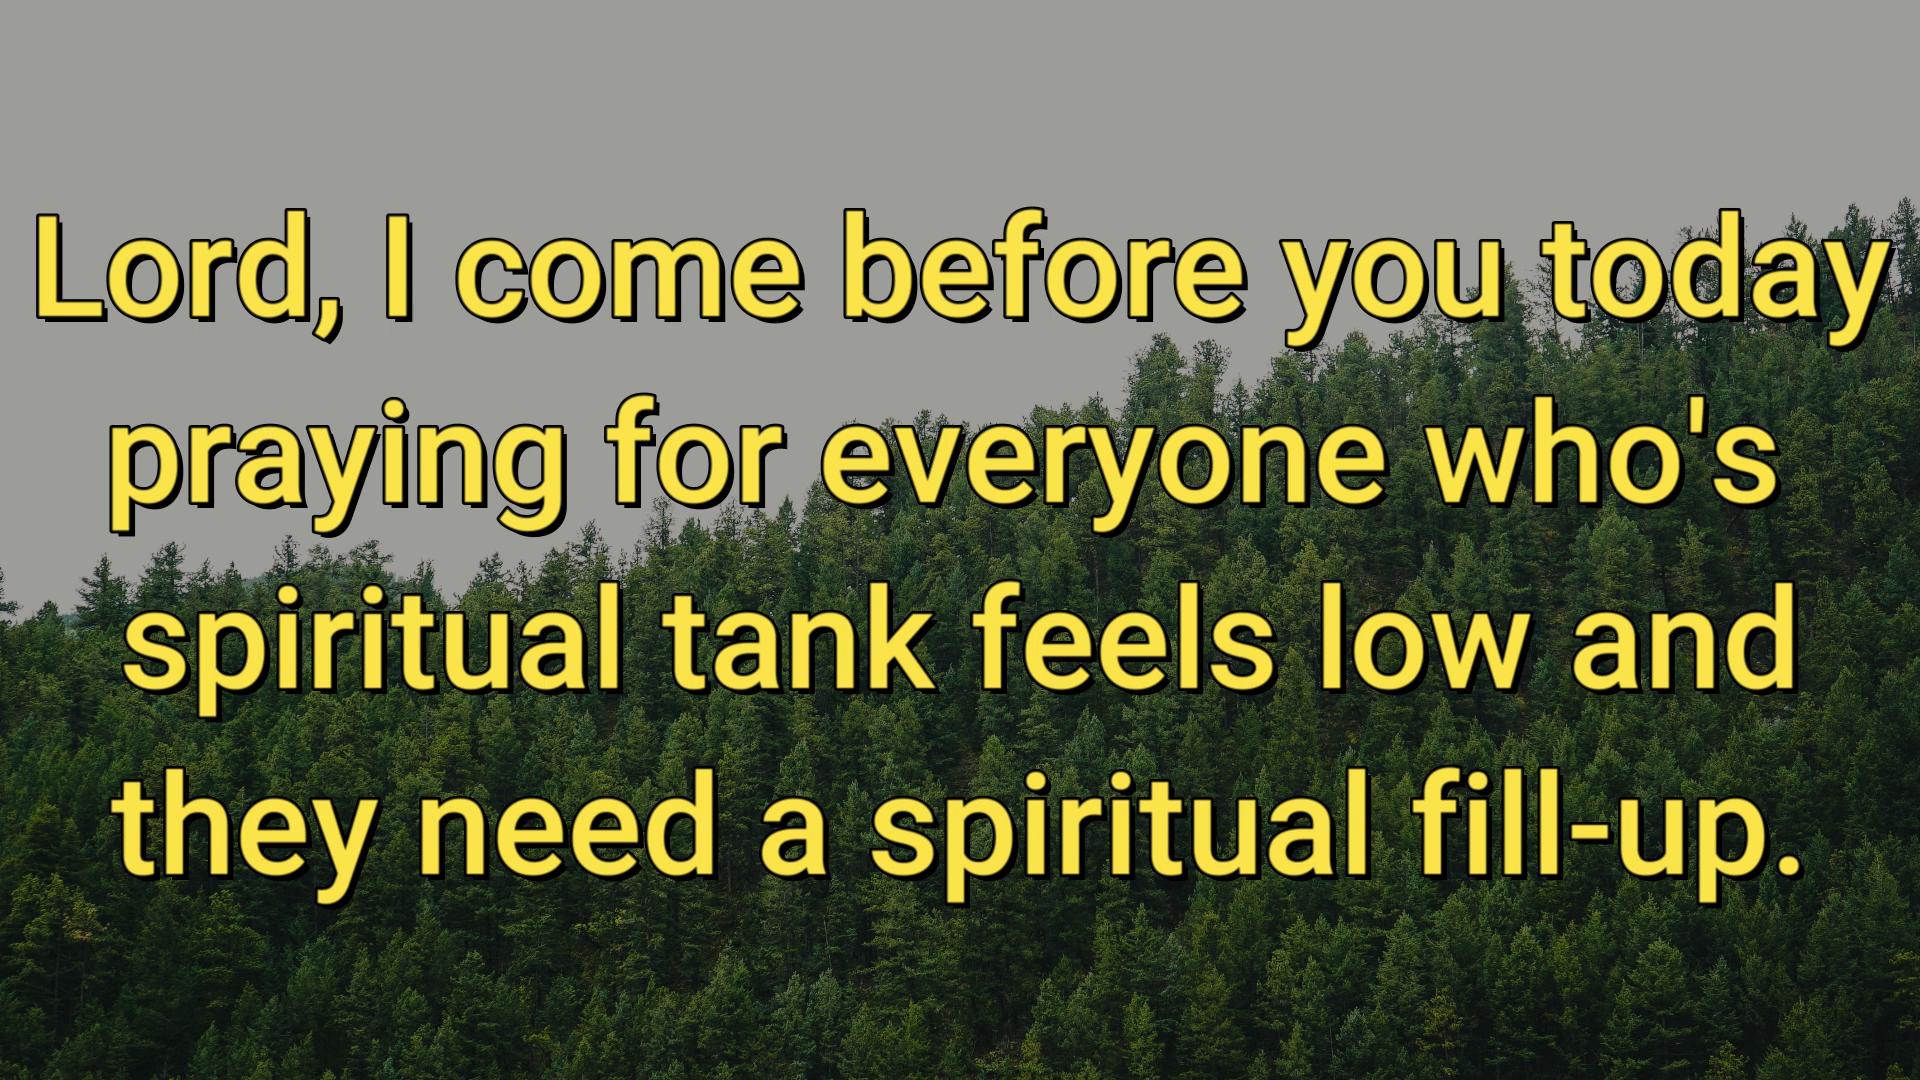 Lord, I come before you today
praying for everyone who's
spiritual tank feels low and
they need a spiritual fill-up.